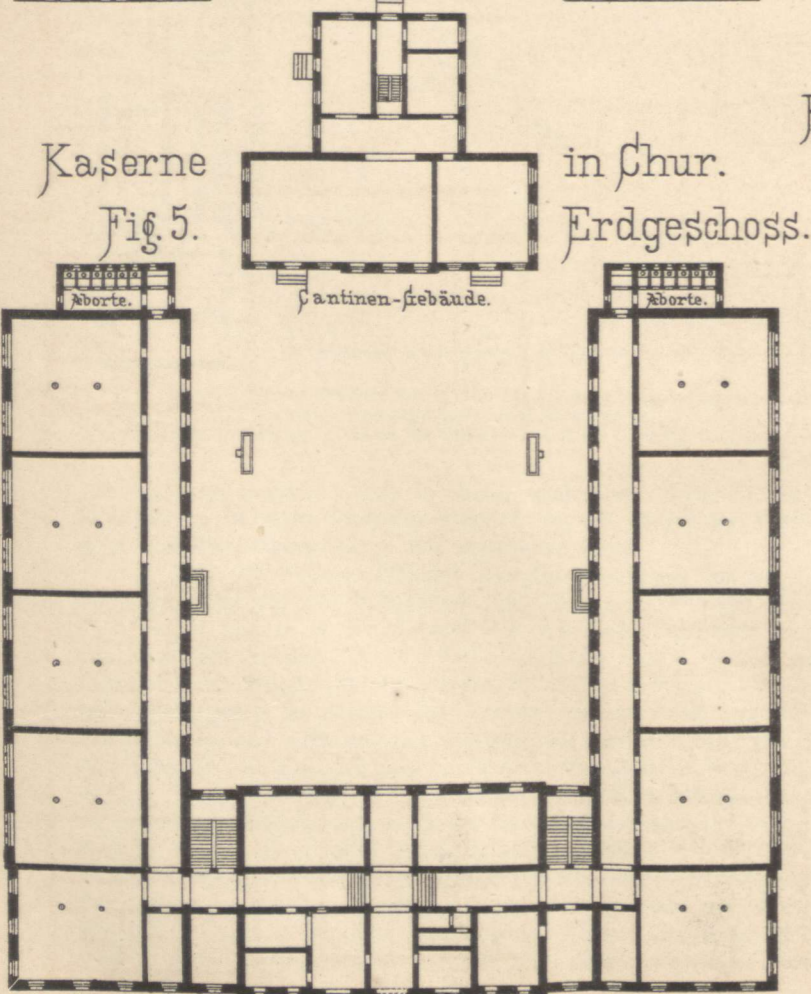 Kaserne in Chur.
Fig. 5. Erdgeschoss.
Cantinen-Gebäude.
Aborte. Aborte.